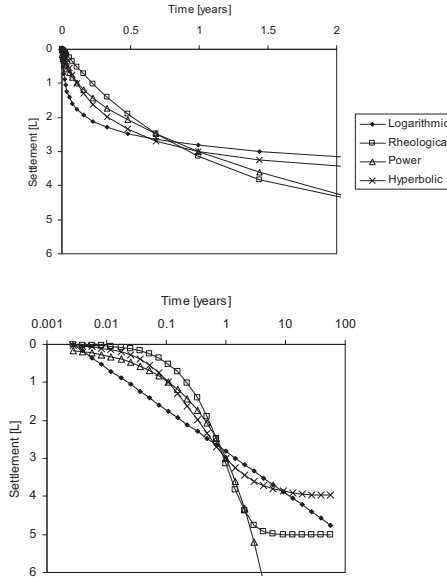 Time [years]
0 0.5 1 1.5 2
0
1
2
3
4
5
6
Settlement [L]
Logarithmic
Rheological
Power
Hyperbolic
Time [years]
0.001 0.01 0.1 1 10 100
0
1
2
3
4
5
6
Settlement [L]